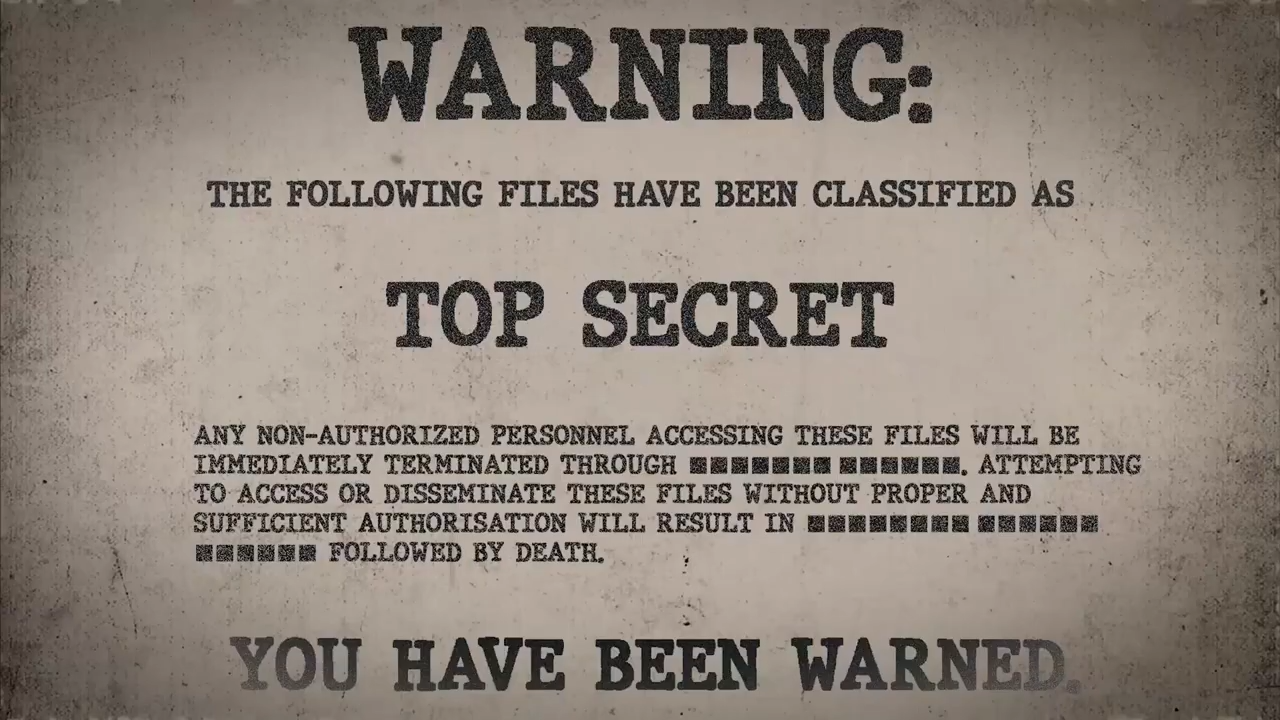 WARNING:
THE FOLLOWING FILES HAVE BEEN CLASSIFIED AS
TOP SECRET
ANY NON-AUTHORIZED PERSONNEL ACCESSING THESE FILES WILL BE
IMMEDIATELY TERMINATED THROUGH ■■■■■■■ ■■■■■■. ATTEMPTING
TO ACCESS OR DISSEMINATE THESE FILES WITHOUT PROPER AND
SUFFICIENT AUTHORISATION WILL RESULT IN ■■■■■■■■ ■■■■■■
■■■■■■ FOLLOWED BY DEATH.
YOU HAVE BEEN WARNED.